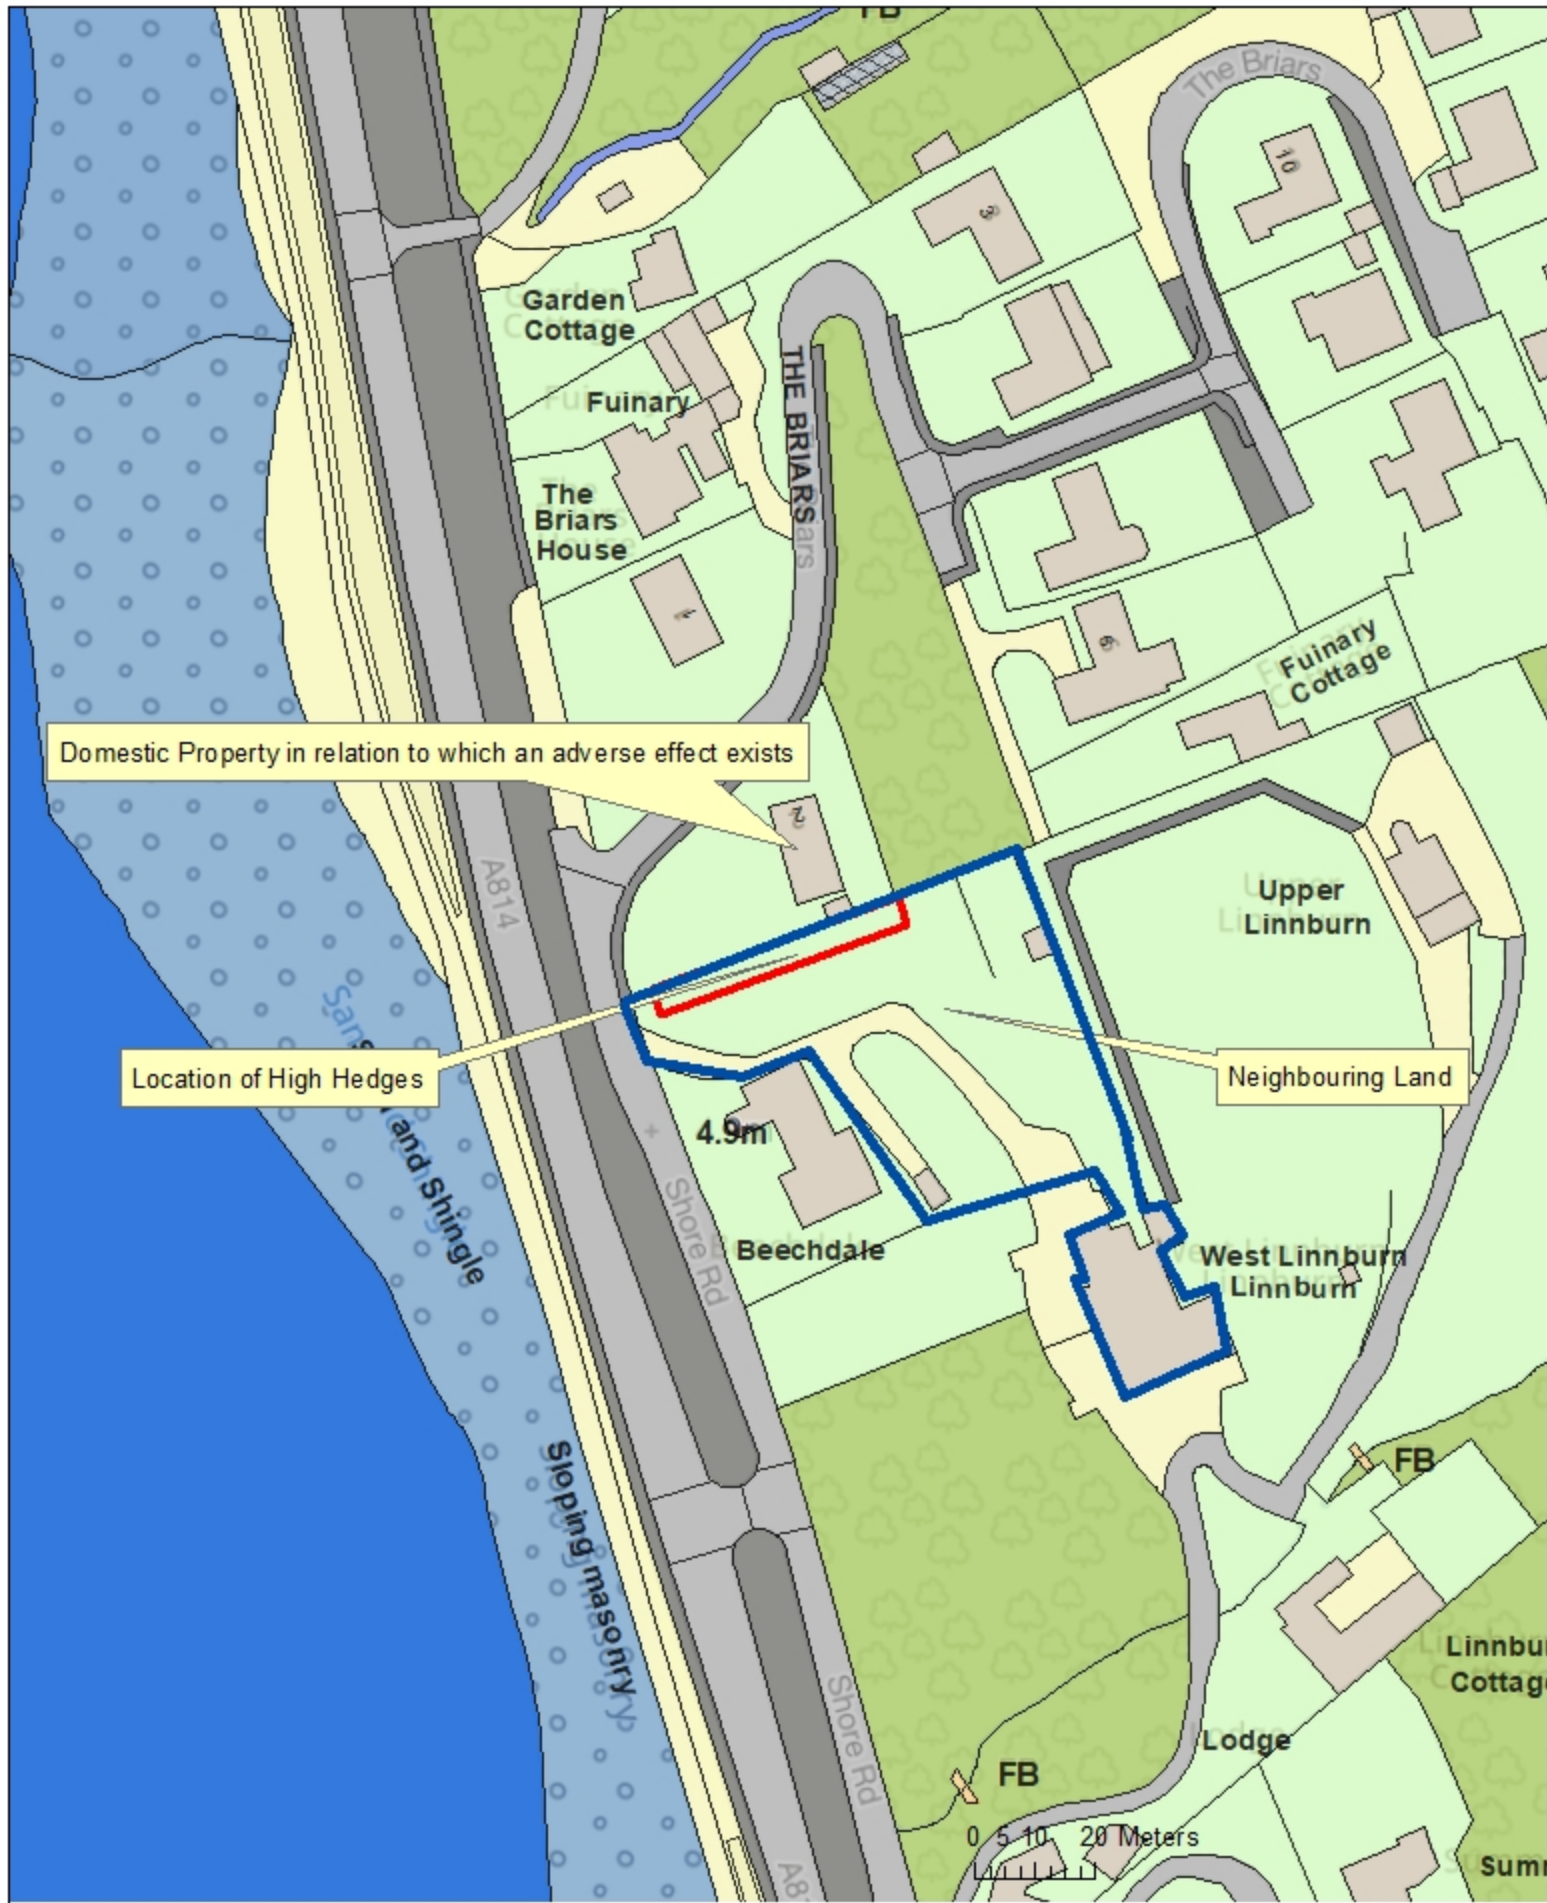 FB
The Briars
10
3
Garden
Cottage
THE BRIARS
Fuinary
The
Briars
House
1
6
Fuinary
Cottage
Domestic Property in relation to which an adverse effect exists
2
A814
Upper
Linnburn
Location of High Hedges
Neighbouring Land
Sand and Shingle
4.9m
Shore Rd
Beechdale
West Linnburn
Linnburn
FB
Sloping masonry
Shore Rd
Lodge
FB
0 5 10 20 Meters